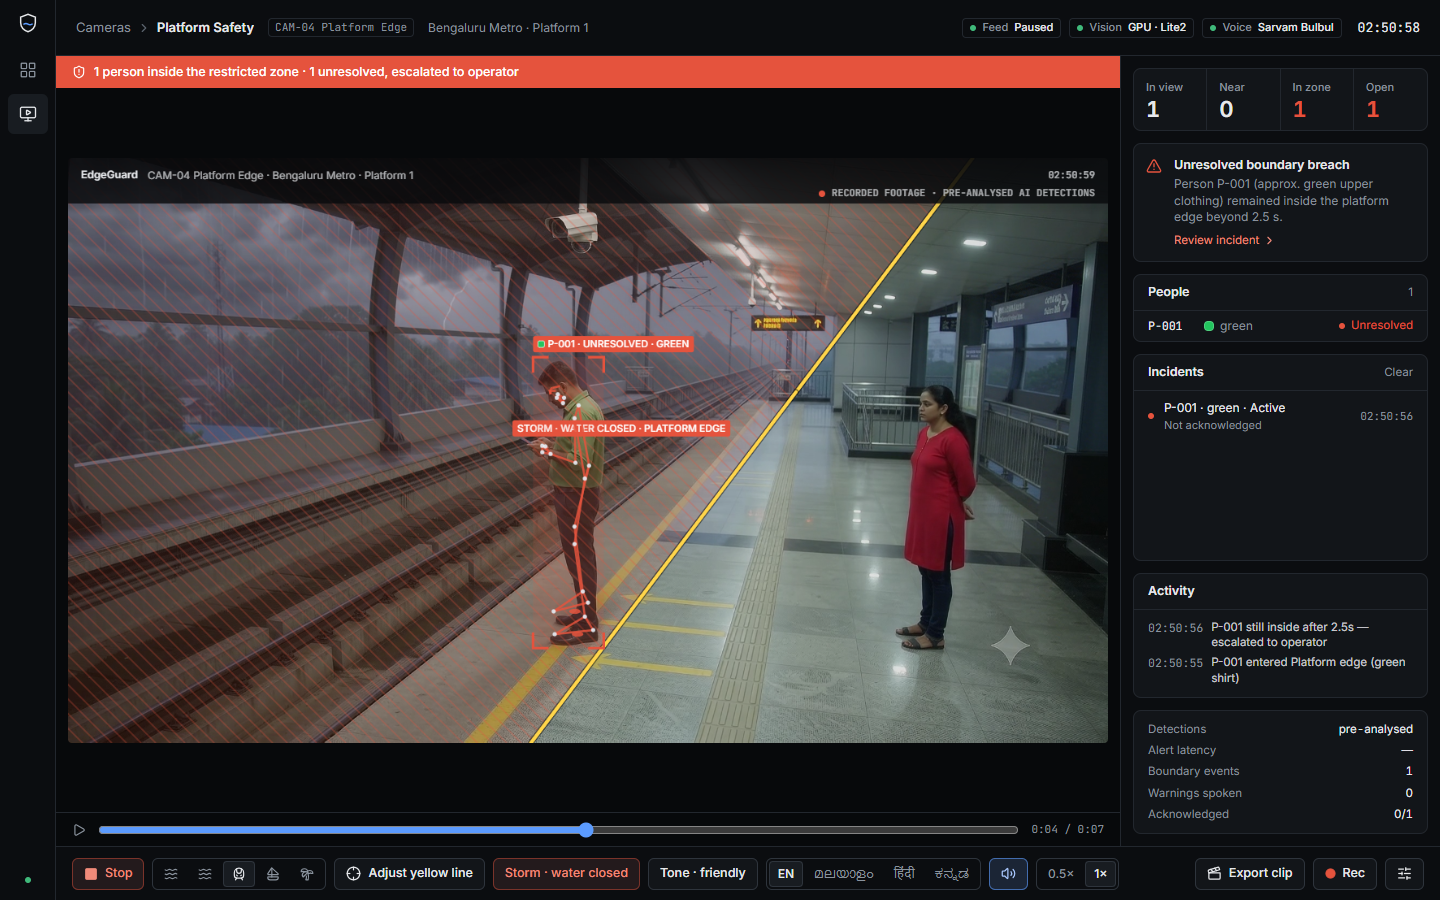 Cameras > Platform Safety CAM-04 Platform Edge Bengaluru Metro · Platform 1
Feed Paused Vision GPU · Lite2 Voice Sarvam Bulbul 02:50:58
1 person inside the restricted zone · 1 unresolved, escalated to operator
EdgeGuard CAM-04 Platform Edge · Bengaluru Metro · Platform 1
02:50:59
RECORDED FOOTAGE · PRE-ANALYSED AI DETECTIONS
P-001 · UNRESOLVED · GREEN
STORM · WATER CLOSED · PLATFORM EDGE
In view Near In zone Open
1 0 1 1
Unresolved boundary breach
Person P-001 (approx. green upper
clothing) remained inside the platform
edge beyond 2.5 s.
Review incident >
People 1
P-001 green Unresolved
Incidents Clear
P-001 · green · Active 02:50:56
Not acknowledged
Activity
02:50:56 P-001 still inside after 2.5s —
escalated to operator
02:50:55 P-001 entered Platform edge (green
shirt)
Detections pre-analysed
Alert latency —
Boundary events 1
Warnings spoken 0
Acknowledged 0/1
0:04 / 0:07
Stop Adjust yellow line Storm · water closed Tone · friendly EN മലയാളം हिंदी ಕನ್ನಡ 0.5× 1× Export clip Rec